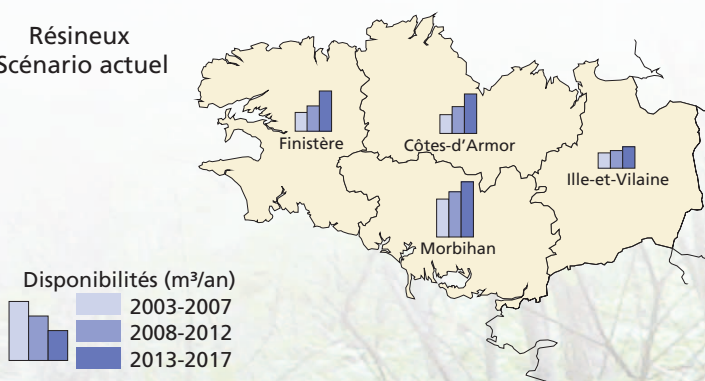 Résineux
Scénario actuel
Finistère
Côtes-d'Armor
Ille-et-Vilaine
Morbihan
Disponibilités (m³/an)
2003-2007
2008-2012
2013-2017